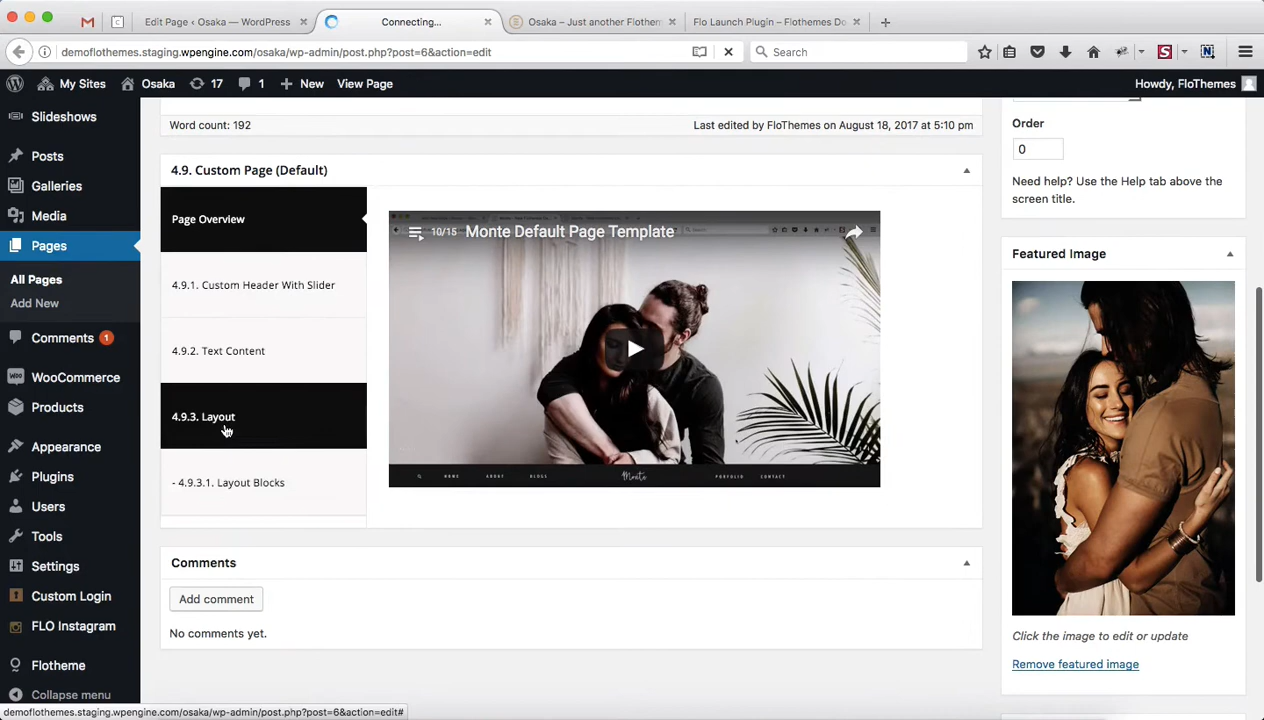 Edit Page ‹ Osaka — WordPress
Connecting...
Osaka – Just another Flothem
Flo Launch Plugin – Flothemes Do
demoflothemes.staging.wpengine.com/osaka/wp-admin/post.php?post=6&action=edit
Search
My Sites
Osaka
17
1
New
View Page
Howdy, FloThemes
Slideshows
Posts
Galleries
Media
Pages
All Pages
Add New
Comments 1
WooCommerce
Products
Appearance
Plugins
Users
Tools
Settings
Custom Login
FLO Instagram
Flotheme
Collapse menu
Word count: 192
Last edited by FloThemes on August 18, 2017 at 5:10 pm
4.9. Custom Page (Default)
Page Overview
4.9.1. Custom Header With Slider
4.9.2. Text Content
4.9.3. Layout
- 4.9.3.1. Layout Blocks
10/15
Monte Default Page Template
HOME
ABOUT
BLOGS
Monte
PORTFOLIO
CONTACT
Comments
Add comment
No comments yet.
Order
0
Need help? Use the Help tab above the
screen title.
Featured Image
Click the image to edit or update
Remove featured image
demoflothemes.staging.wpengine.com/osaka/wp-admin/post.php?post=6&action=edit#